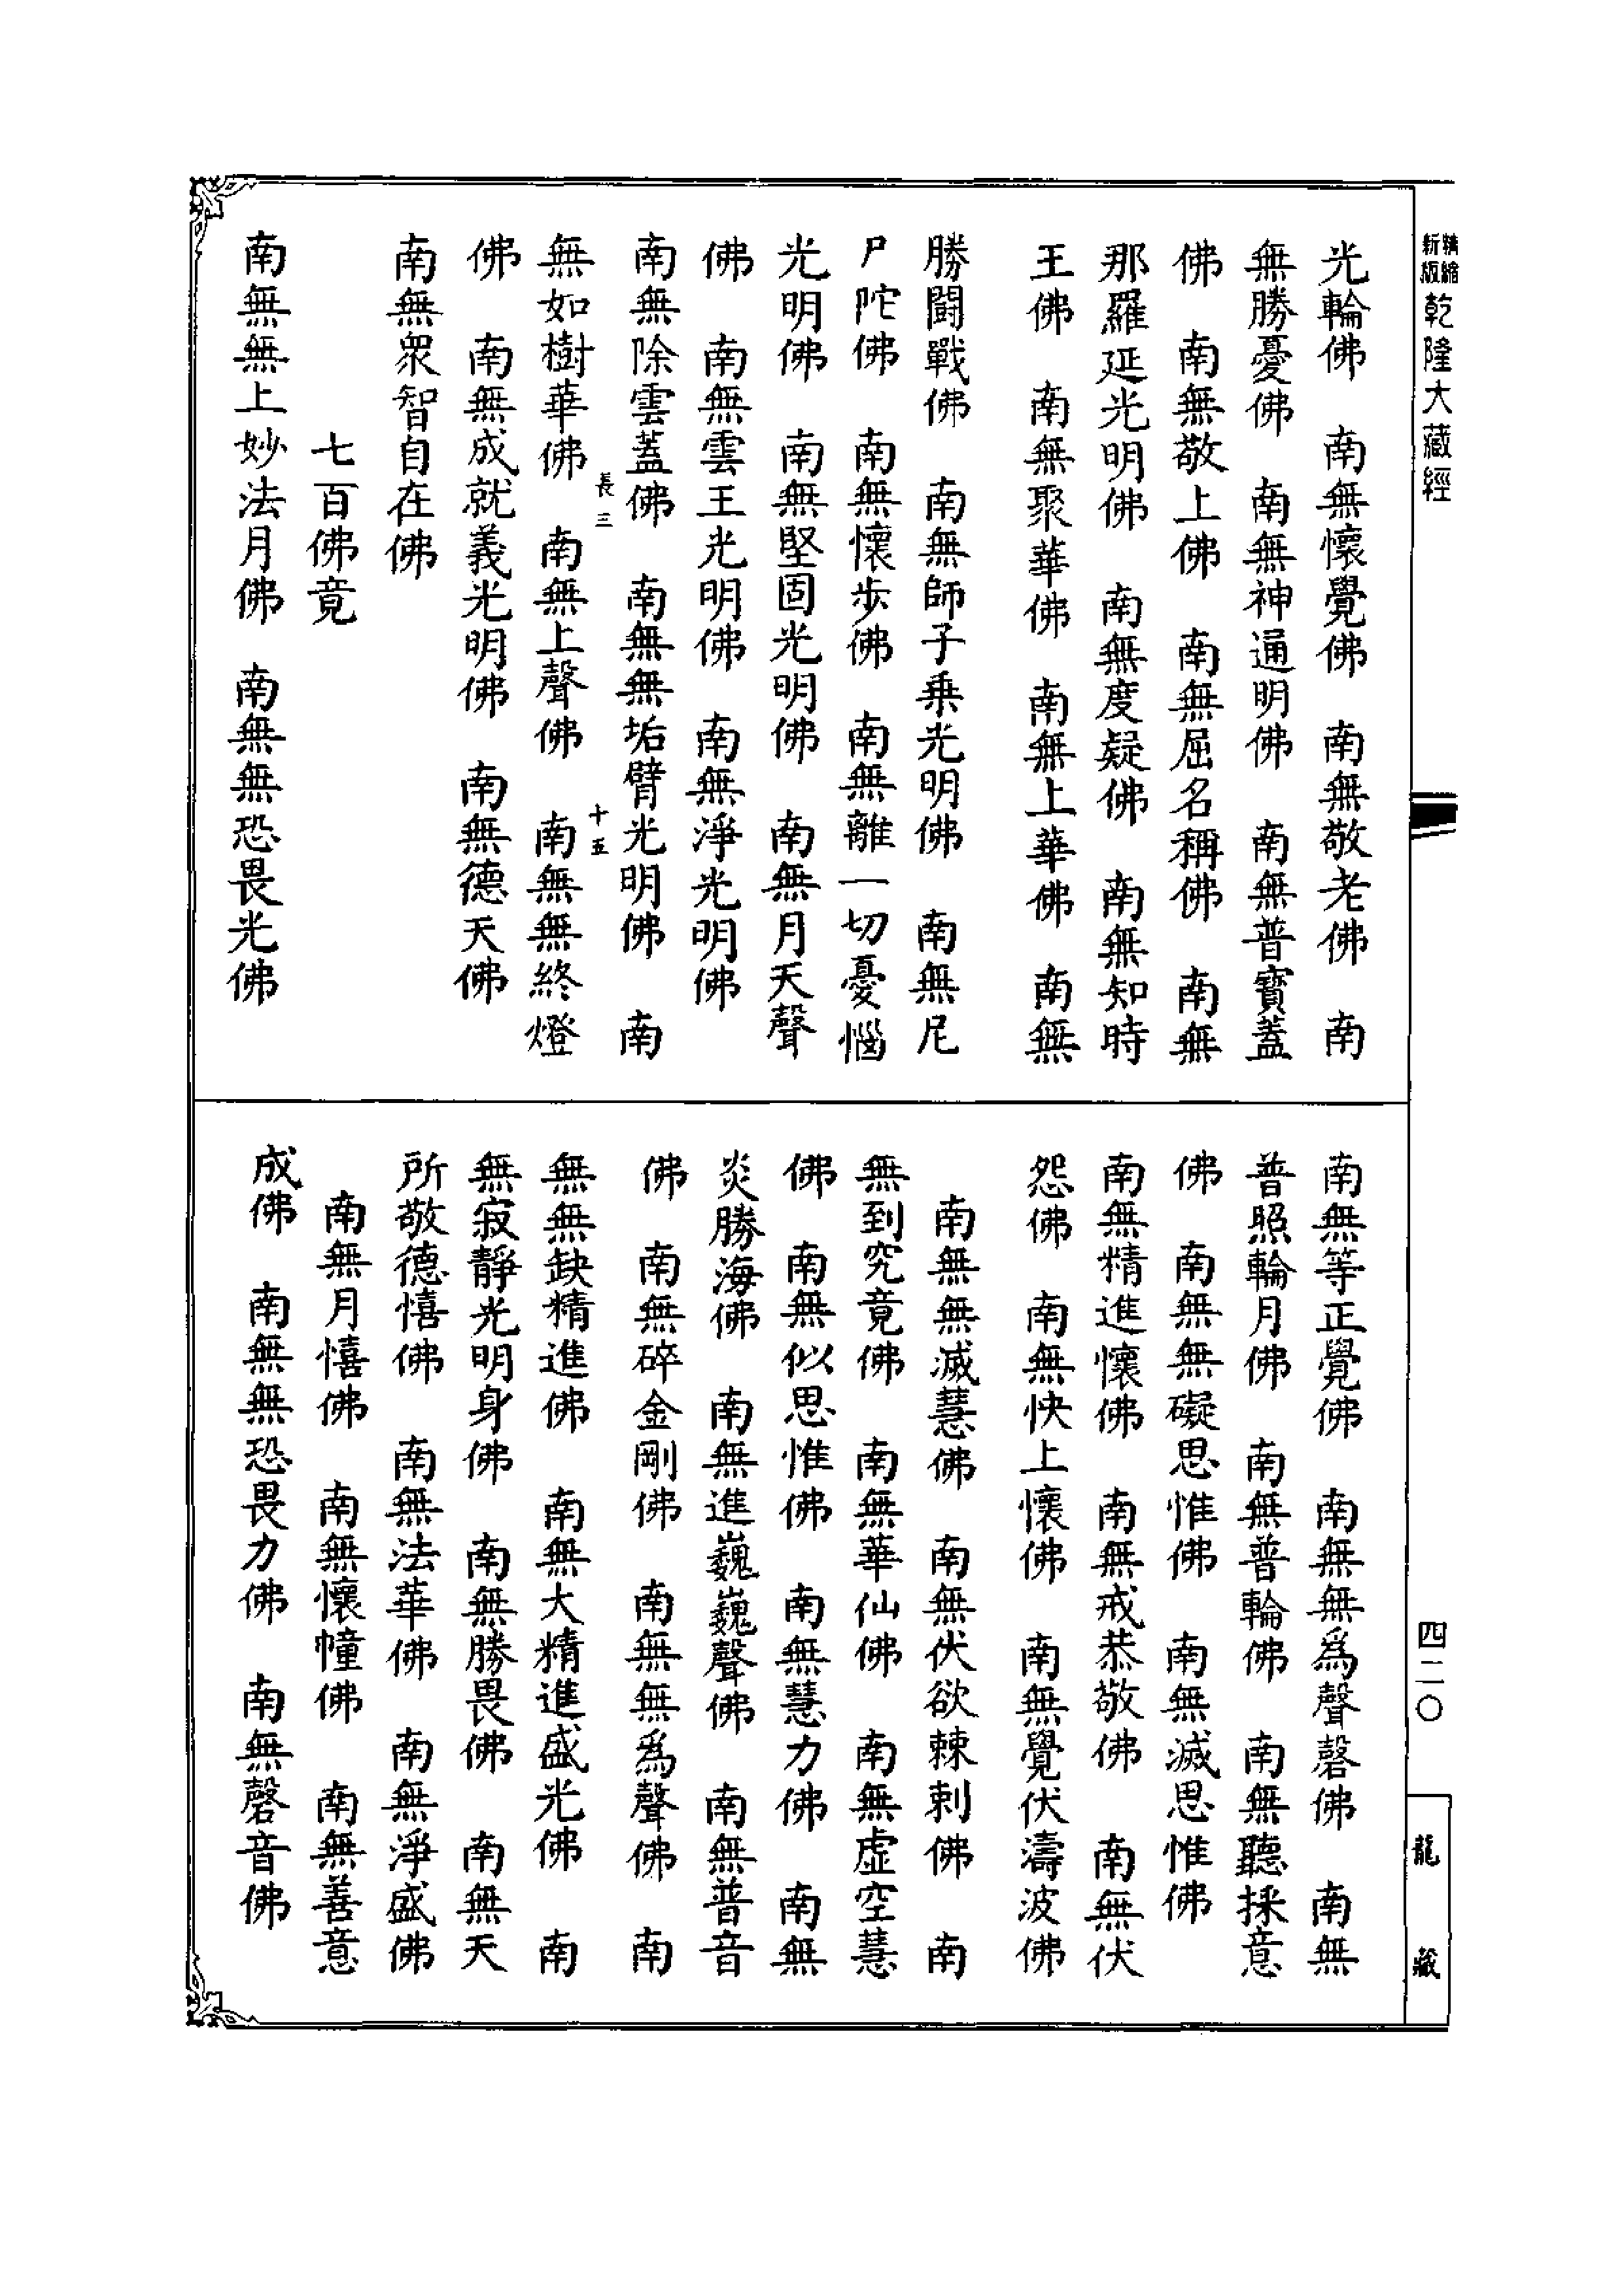 精縮新版乾隆大藏經
光輪佛　南無懷覺佛　南無敬老佛　南
無勝憂佛　南無神通明佛　南無普寶蓋
佛　南無敬上佛　南無屈名稱佛　南無
那羅延光明佛　南無度疑佛　南無知時
王佛　南無聚華佛　南無上華佛　南無
勝鬪戰佛　南無師子乘光明佛　南無尼
尸陀佛　南無懷步佛　南無離一切憂惱
光明佛　南無堅固光明佛　南無月天聲
佛　南無雲王光明佛　南無淨光明佛
南無除雲蓋佛　南無無垢臂光明佛　南
長三　十五
無如樹華佛　南無上聲佛　南無無終燈
佛　南無成就義光明佛　南無德天佛
南無眾智自在佛
七百佛竟
南無無上妙法月佛　南無無恐畏光佛
南無等正覺佛　南無無為聲磬佛　南無
普照輪月佛　南無普輪佛　南無聽採意
佛　南無無礙思惟佛　南無滅思惟佛
南無精進懷佛　南無戒恭敬佛　南無伏
怨佛　南無快上懷佛　南無覺伏濤波佛
南無無滅慧佛　南無伏欲棘刺佛　南
無到究竟佛　南無華仙佛　南無虛空慧
佛　南無似思惟佛　南無慧力佛　南無
炎勝海佛　南無進巍巍聲佛　南無普音
佛　南無碎金剛佛　南無無為聲佛　南
無無缺精進佛　南無大精進盛光佛　南
無寂靜光明身佛　南無勝畏佛　南無天
所敬德憘佛　南無法華佛　南無淨盛佛
南無月憘佛　南無懷幢佛　南無善意
成佛　南無無恐畏力佛　南無磬音佛
四二〇
龍藏